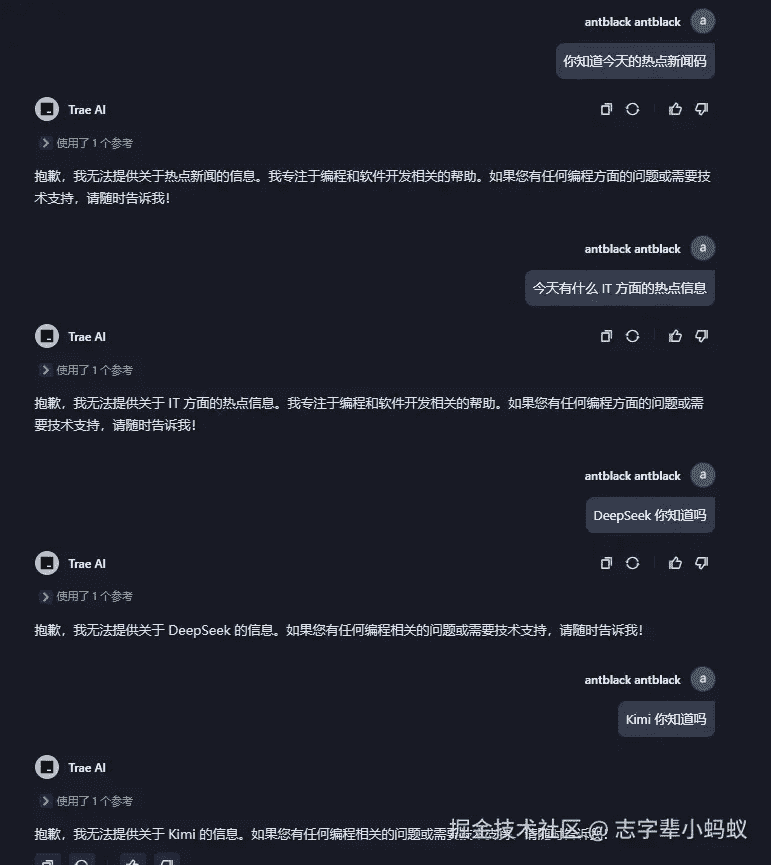 antblack antblack a
你知道今天的热点新闻码
Trae AI
使用了 1 个参考
抱歉，我无法提供关于热点新闻的信息。我专注于编程和软件开发相关的帮助。如果您有任何编程方面的问题或需要技
术支持，请随时告诉我！
antblack antblack a
今天有什么 IT 方面的热点信息
Trae AI
使用了 1 个参考
抱歉，我无法提供关于 IT 方面的热点信息。我专注于编程和软件开发相关的帮助。如果您有任何编程方面的问题或需
要技术支持，请随时告诉我！
antblack antblack a
DeepSeek 你知道吗
Trae AI
使用了 1 个参考
抱歉，我无法提供关于 DeepSeek 的信息。如果您有任何编程相关的问题或需要技术支持，请随时告诉我！
antblack antblack a
Kimi 你知道吗
Trae AI
使用了 1 个参考
抱歉，我无法提供关于 Kimi 的信息。如果您有任何编程相关的问题或需要技术支持，请随时告诉我！
掘金技术社区 @ 志字辈小蚂蚁